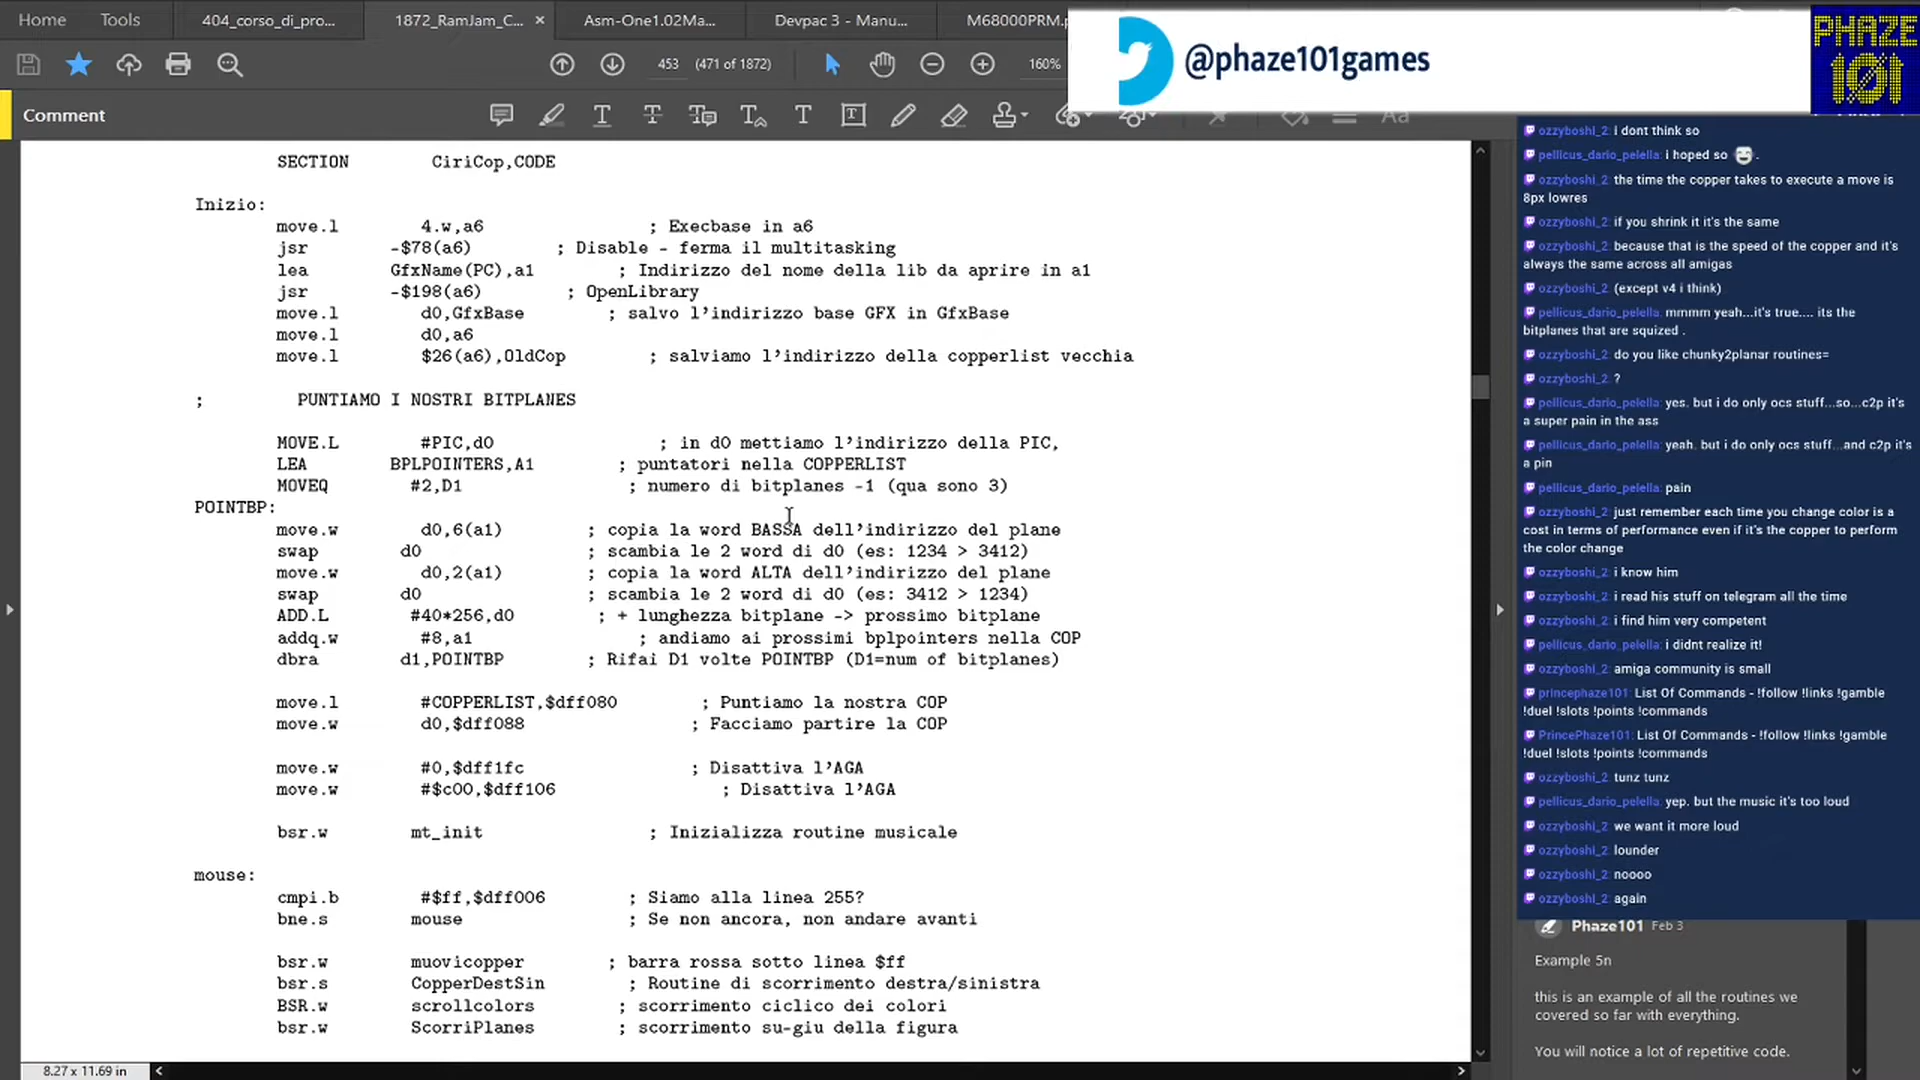 Home Tools 404_corso_di_pro... 1872_RamJam_C... × Asm-One1.02Ma... Devpac 3 - Manu... M68000PRM.p
453 (471 of 1872) 160%
@phaze101games
PHAZE
101
Comment
SECTION CiriCop,CODE
Inizio:
move.l 4.w,a6 ; Execbase in a6
jsr -$78(a6) ; Disable - ferma il multitasking
lea GfxName(PC),a1 ; Indirizzo del nome della lib da aprire in a1
jsr -$198(a6) ; OpenLibrary
move.l d0,GfxBase ; salvo l'indirizzo base GFX in GfxBase
move.l d0,a6
move.l $26(a6),OldCop ; salviamo l'indirizzo della copperlist vecchia
; PUNTIAMO I NOSTRI BITPLANES
MOVE.L #PIC,d0 ; in d0 mettiamo l'indirizzo della PIC,
LEA BPLPOINTERS,A1 ; puntatori nella COPPERLIST
MOVEQ #2,D1 ; numero di bitplanes -1 (qua sono 3)
POINTBP:
move.w d0,6(a1) ; copia la word BASSA dell'indirizzo del plane
swap d0 ; scambia le 2 word di d0 (es: 1234 > 3412)
move.w d0,2(a1) ; copia la word ALTA dell'indirizzo del plane
swap d0 ; scambia le 2 word di d0 (es: 3412 > 1234)
ADD.L #40*256,d0 ; + lunghezza bitplane -> prossimo bitplane
addq.w #8,a1 ; andiamo ai prossimi bplpointers nella COP
dbra d1,POINTBP ; Rifai D1 volte POINTBP (D1=num of bitplanes)
move.l #COPPERLIST,$dff080 ; Puntiamo la nostra COP
move.w d0,$dff088 ; Facciamo partire la COP
move.w #0,$dff1fc ; Disattiva l'AGA
move.w #$c00,$dff106 ; Disattiva l'AGA
bsr.w mt_init ; Inizializza routine musicale
mouse:
cmpi.b #$ff,$dff006 ; Siamo alla linea 255?
bne.s mouse ; Se non ancora, non andare avanti
bsr.w muovicopper ; barra rossa sotto linea $ff
bsr.s CopperDestSin ; Routine di scorrimento destra/sinistra
BSR.w scrollcolors ; scorrimento ciclico dei colori
bsr.w ScorriPlanes ; scorrimento su-giu della figura
8.27 x 11.69 in
ozzyboshi_2: i dont think so
pellicus_dario_pelella: i hoped so .
ozzyboshi_2: the time the copper takes to execute a move is
8px lowres
ozzyboshi_2: if you shrink it it's the same
ozzyboshi_2: because that is the speed of the copper and it's
always the same across all amigas
ozzyboshi_2: (except v4 i think)
pellicus_dario_pelella: mmmm yeah...it's true.... its the
bitplanes that are squized .
ozzyboshi_2: do you like chunky2planar routines=
ozzyboshi_2: ?
pellicus_dario_pelella: yes. but i do only ocs stuff...so...c2p it's
a super pain in the ass
pellicus_dario_pelella: yeah. but i do only ocs stuff...and c2p it's
a pin
pellicus_dario_pelella: pain
ozzyboshi_2: just remember each time you change color is a
cost in terms of performance even if it's the copper to perform
the color change
ozzyboshi_2: i know him
ozzyboshi_2: i read his stuff on telegram all the time
ozzyboshi_2: i find him very competent
pellicus_dario_pelella: i didnt realize it!
ozzyboshi_2: amiga community is small
princephaze101: List Of Commands - !follow !links !gamble
!duel !slots !points !commands
PrincePhaze101: List Of Commands - !follow !links !gamble
!duel !slots !points !commands
ozzyboshi_2: tunz tunz
pellicus_dario_pelella: yep. but the music it's too loud
ozzyboshi_2: we want it more loud
ozzyboshi_2: lounder
ozzyboshi_2: noooo
ozzyboshi_2: again
Phaze101 Feb 3
Example 5n
this is an example of all the routines we
covered so far with everything.
You will notice a lot of repetitive code.